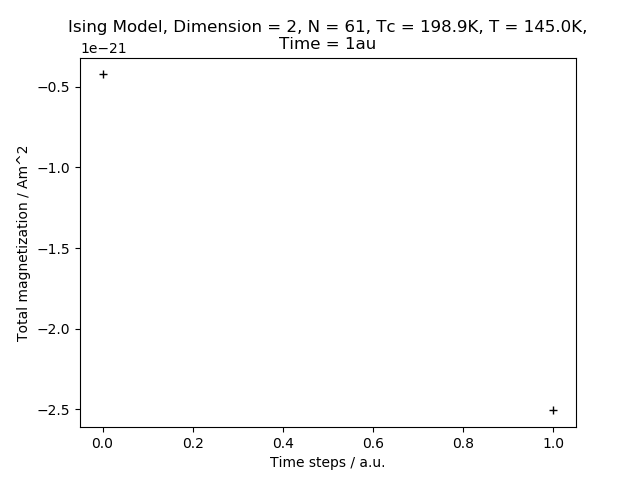 Ising Model, Dimension = 2, N = 61, Tc = 198.9K, T = 145.0K,
Time = 1au
1e−21
−0.5
−1.0
−1.5
−2.0
−2.5
Total magnetization / Am^2
0.0 0.2 0.4 0.6 0.8 1.0
Time steps / a.u.